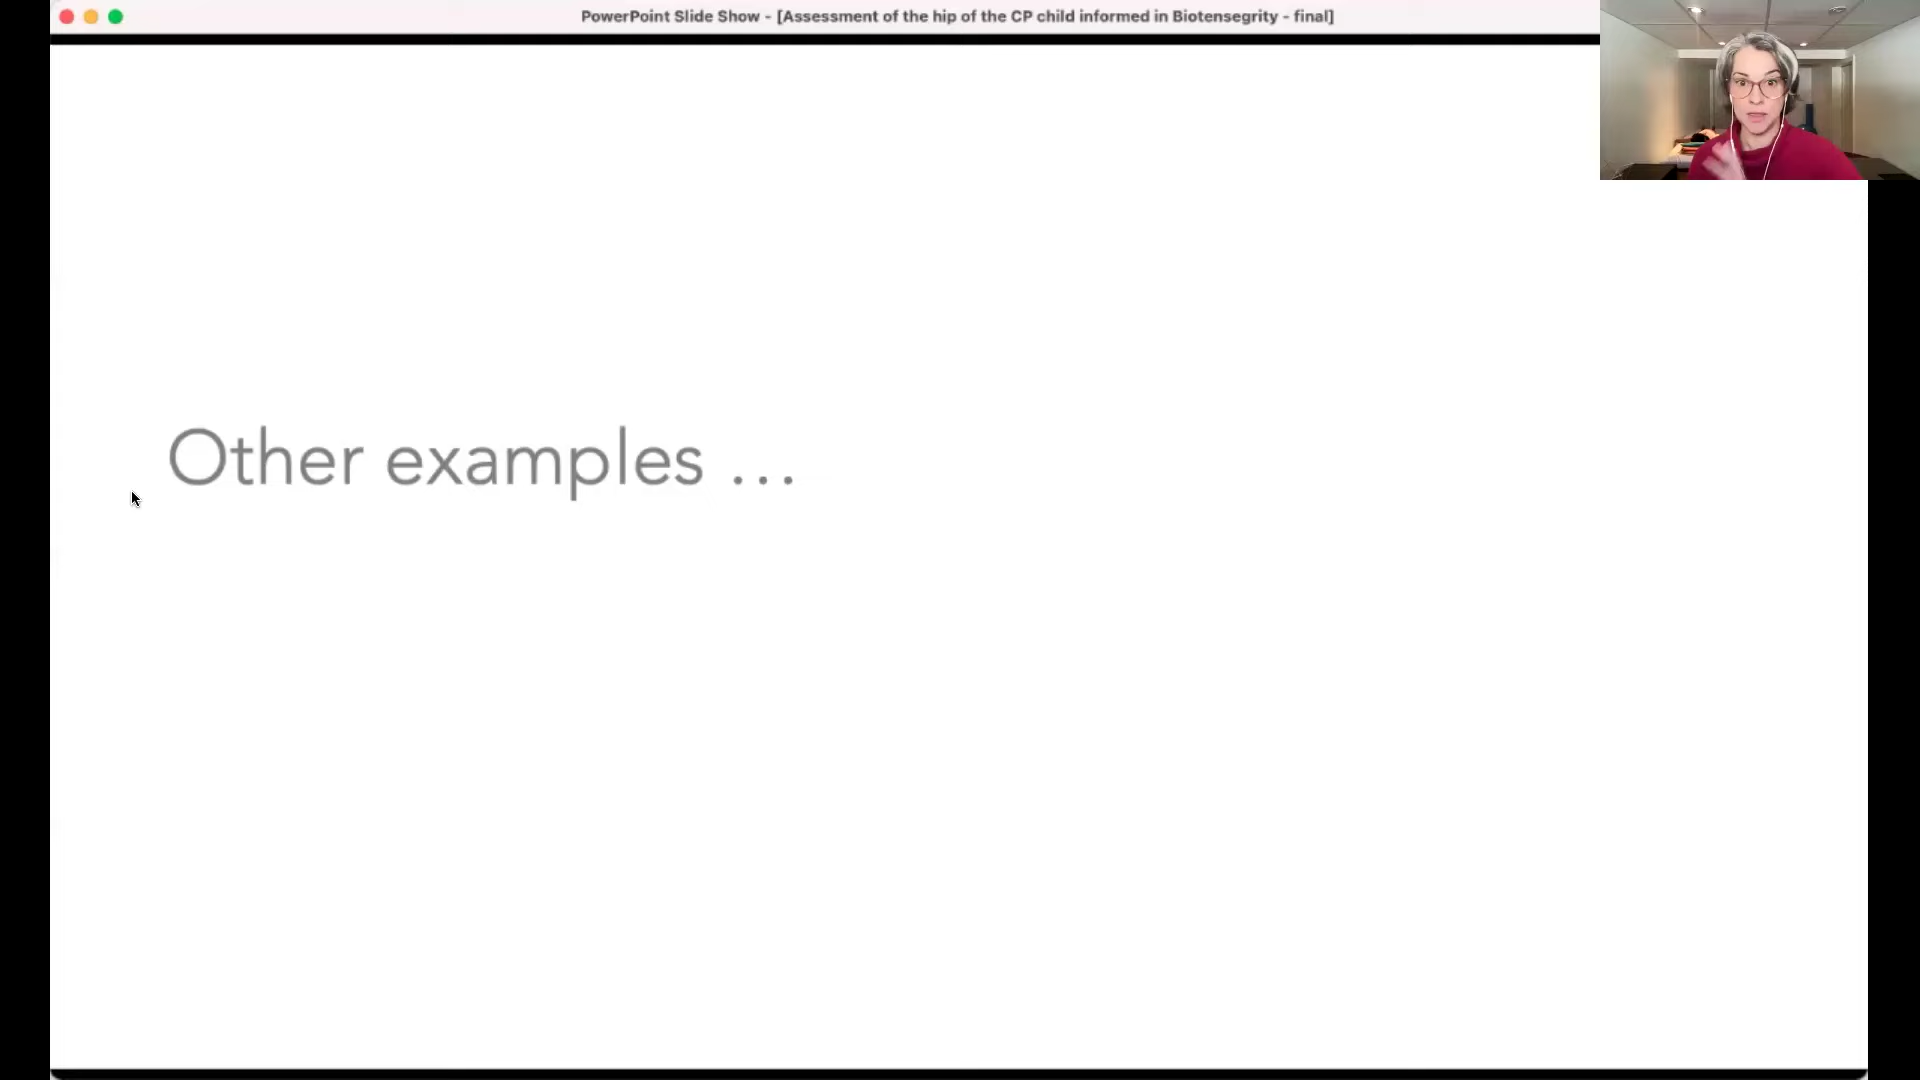 PowerPoint Slide Show - [Assessment of the hip of the CP child informed in Biotensegrity - final]
Other examples ...